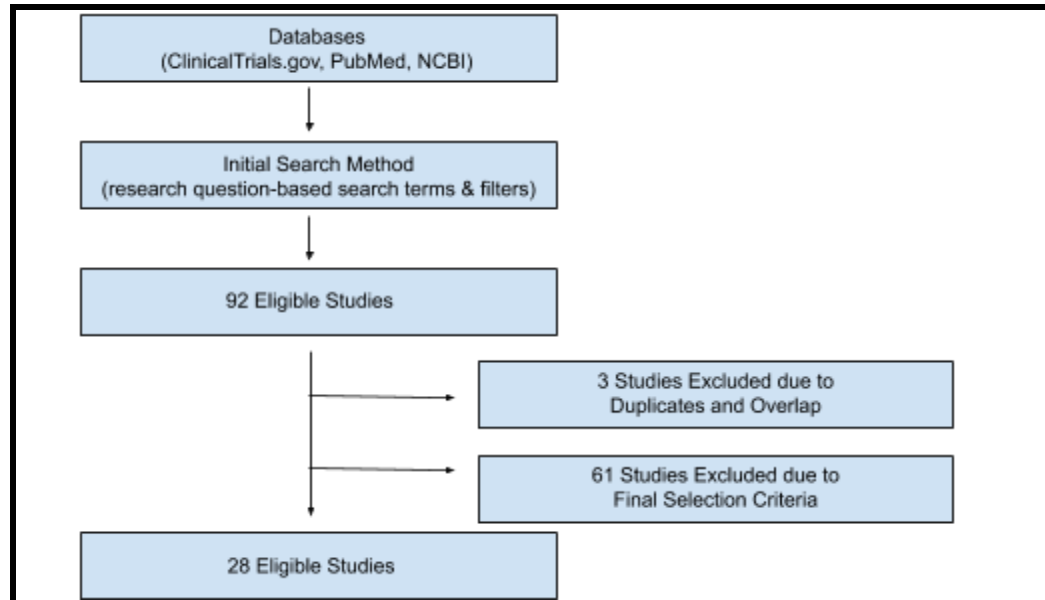 Databases
(ClinicalTrials.gov, PubMed, NCBI)
Initial Search Method
(research question-based search terms & filters)
92 Eligible Studies
3 Studies Excluded due to
Duplicates and Overlap
61 Studies Excluded due to
Final Selection Criteria
28 Eligible Studies